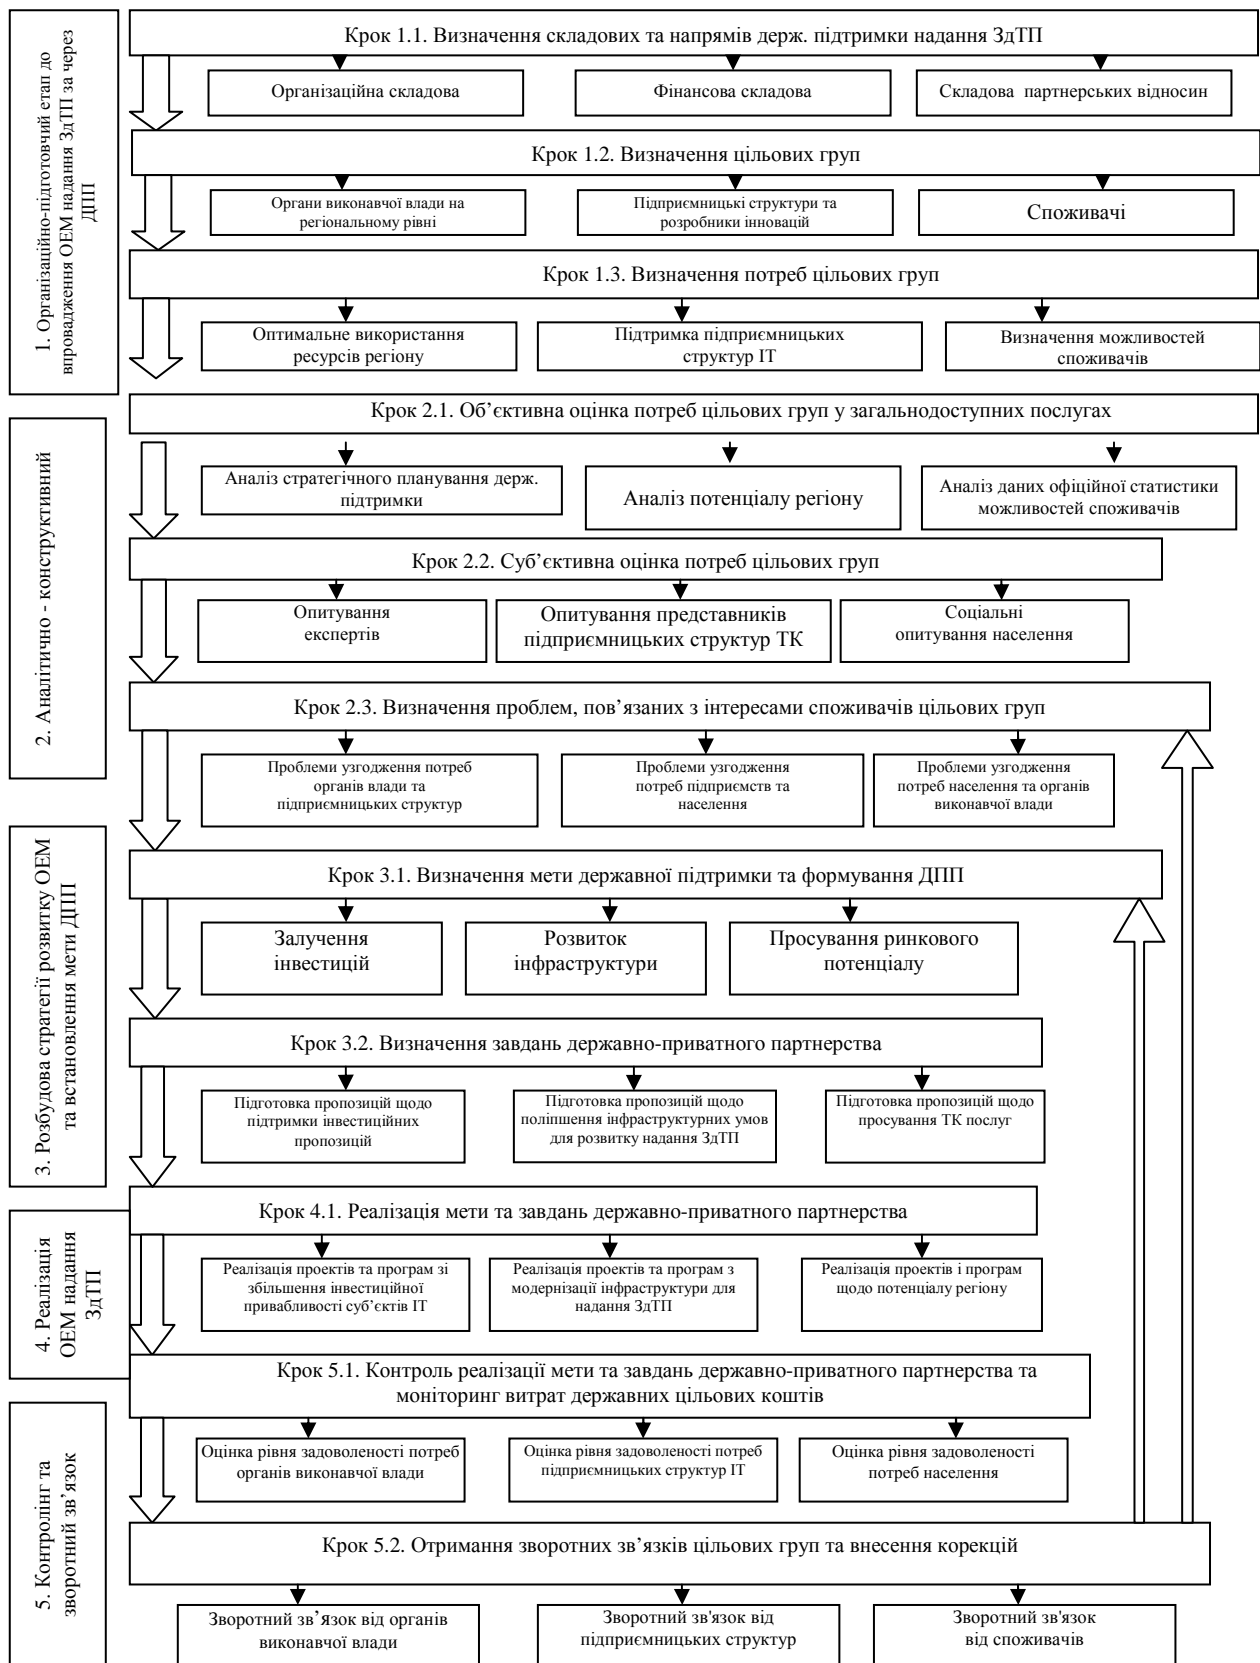 1. Організаційно-підготовчий етап до
впровадження ОЕМ надання ЗдТП за через
ДПП
Крок 1.1. Визначення складових та напрямів держ. підтримки надання ЗдТП
Організаційна складова
Фінансова складова
Складова партнерських відносин
Крок 1.2. Визначення цільових груп
Органи виконавчої влади на
регіональному рівні
Підприємницькі структури та
розробники інновацій
Споживачі
Крок 1.3. Визначення потреб цільових груп
Оптимальне використання
ресурсів регіону
Підтримка підприємницьких
структур ІТ
Визначення можливостей
споживачів
2. Аналітично - конструктивний
Крок 2.1. Об’єктивна оцінка потреб цільових груп у загальнодоступних послугах
Аналіз стратегічного планування держ.
підтримки
Аналіз потенціалу регіону
Аналіз даних офіційної статистики
можливостей споживачів
Крок 2.2. Суб’єктивна оцінка потреб цільових груп
Опитування
експертів
Опитування представників
підприємницьких структур ТК
Соціальні
опитування населення
Крок 2.3. Визначення проблем, пов’язаних з інтересами споживачів цільових груп
Проблеми узгодження потреб
органів влади та
підприємницьких структур
Проблеми узгодження
потреб підприємств та
населення
Проблеми узгодження
потреб населення та органів
виконавчої влади
3. Розбудова стратегії розвитку ОЕМ
та встановлення мети ДПП
Крок 3.1. Визначення мети державної підтримки та формування ДПП
Залучення
інвестицій
Розвиток
інфраструктури
Просування ринкового
потенціалу
Крок 3.2. Визначення завдань державно-приватного партнерства
Підготовка пропозицій щодо
підтримки інвестиційних
пропозицій
Підготовка пропозицій щодо
поліпшення інфраструктурних умов
для розвитку надання ЗдТП
Підготовка пропозицій щодо
просування ТК послуг
4. Реалізація
ОЕМ надання
ЗдТП
Крок 4.1. Реалізація мети та завдань державно-приватного партнерства
Реалізація проектів та програм зі
збільшення інвестиційної
привабливості суб’єктів ІТ
Реалізація проектів та програм з
модернізації інфраструктури для
надання ЗдТП
Реалізація проектів і програм
щодо потенціалу регіону
5. Контролінг та
зворотний зв’язок
Крок 5.1. Контроль реалізації мети та завдань державно-приватного партнерства та
моніторинг витрат державних цільових коштів
Оцінка рівня задоволеності потреб
органів виконавчої влади
Оцінка рівня задоволеності потреб
підприємницьких структур ІТ
Оцінка рівня задоволеності
потреб населення
Крок 5.2. Отримання зворотних зв’язків цільових груп та внесення корекцій
Зворотний зв’язок від органів
виконавчої влади
Зворотний зв'язок від
підприємницьких структур
Зворотний зв'язок
від споживачів